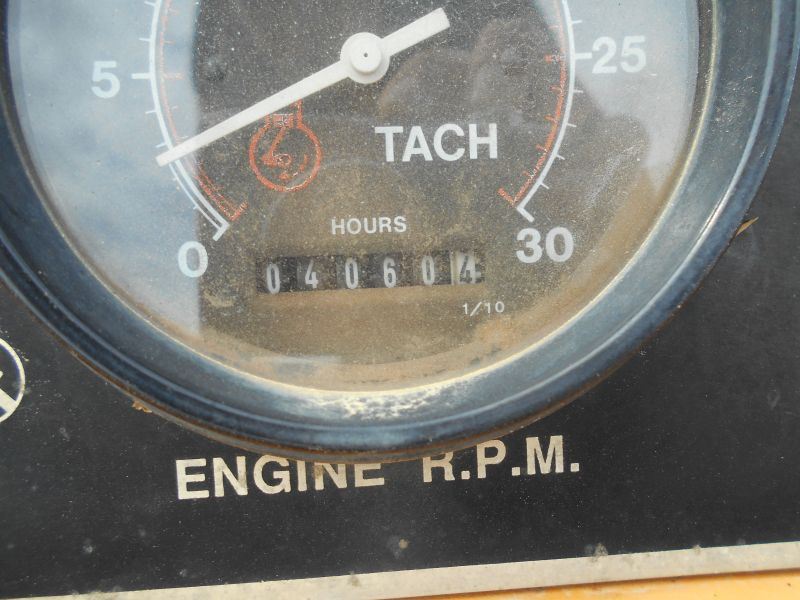 5
25
TACH
HOURS
0
30
040604
1/10
ENGINE R.P.M.